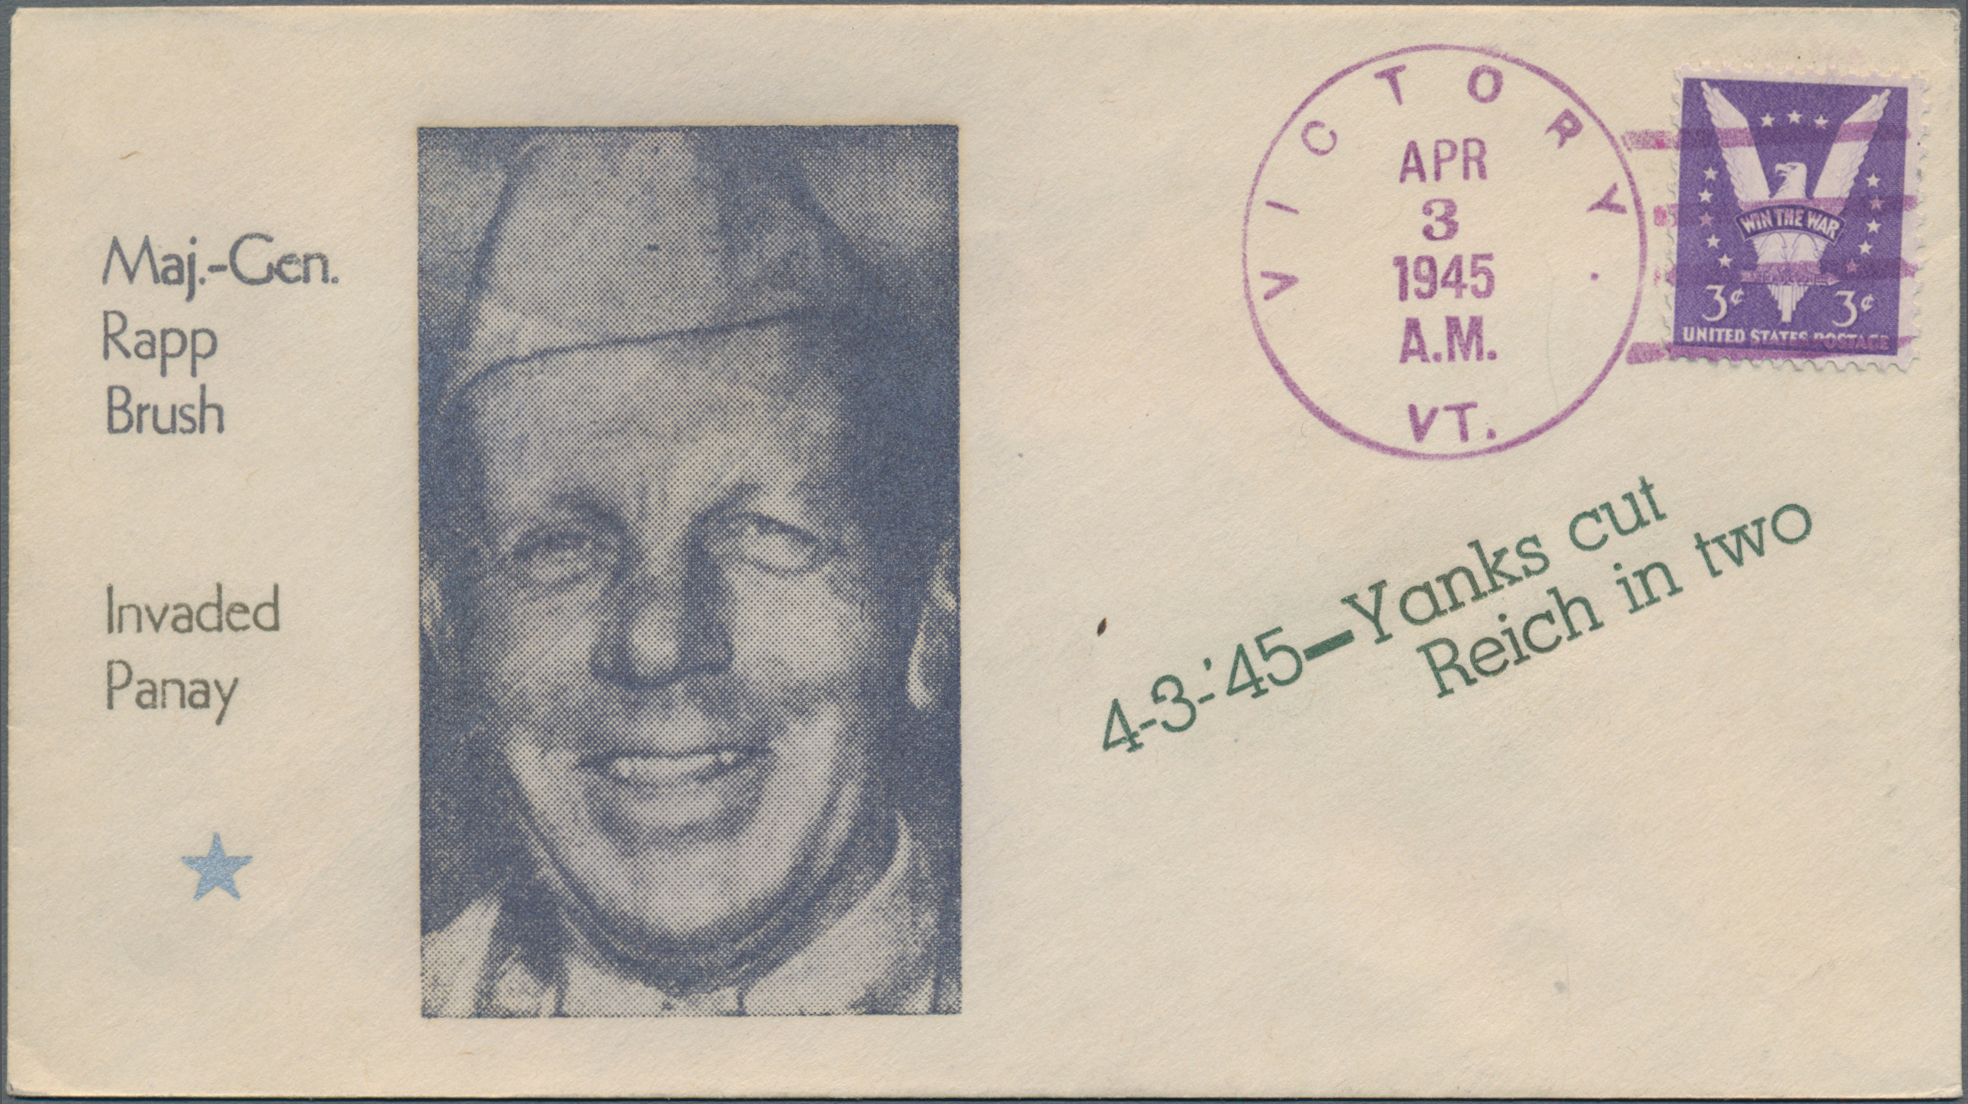 Maj.-Gen.
Rapp
Brush
Invaded
Panay
VICTORY.
APR
3
1945
A.M.
VT.
WIN THE WAR
3¢ 3¢
UNITED STATES POSTAGE
4-3-'45—Yanks cut
Reich in two